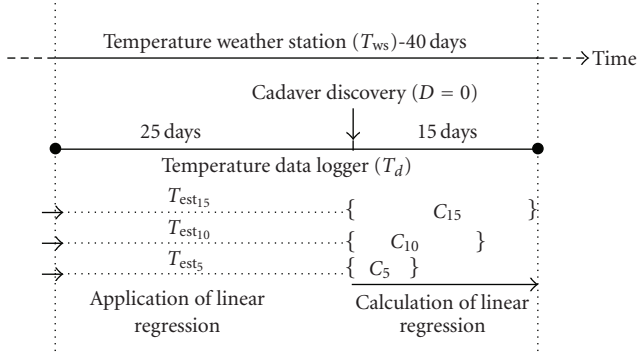 Temperature weather station (T_ws)-40 days
Time
Cadaver discovery (D = 0)
25 days 15 days
Temperature data logger (T_d)
T_est15 { C_15 }
T_est10 { C_10 }
T_est5 { C_5 }
Application of linear regression
Calculation of linear regression